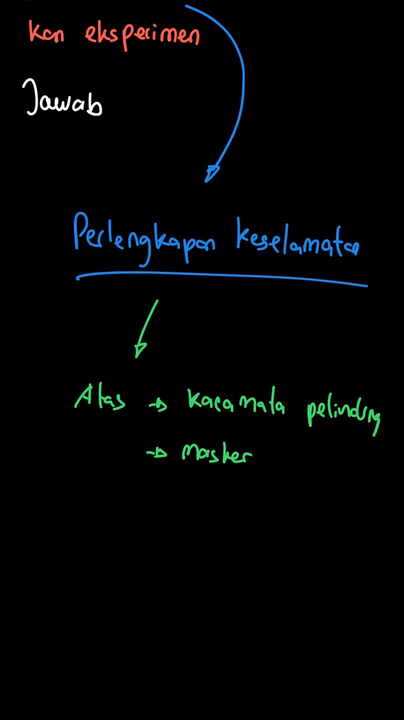 kan eksperimen
Jawab
Perlengkapan keselamatan
Atas → kacamata pelindung
→ masker